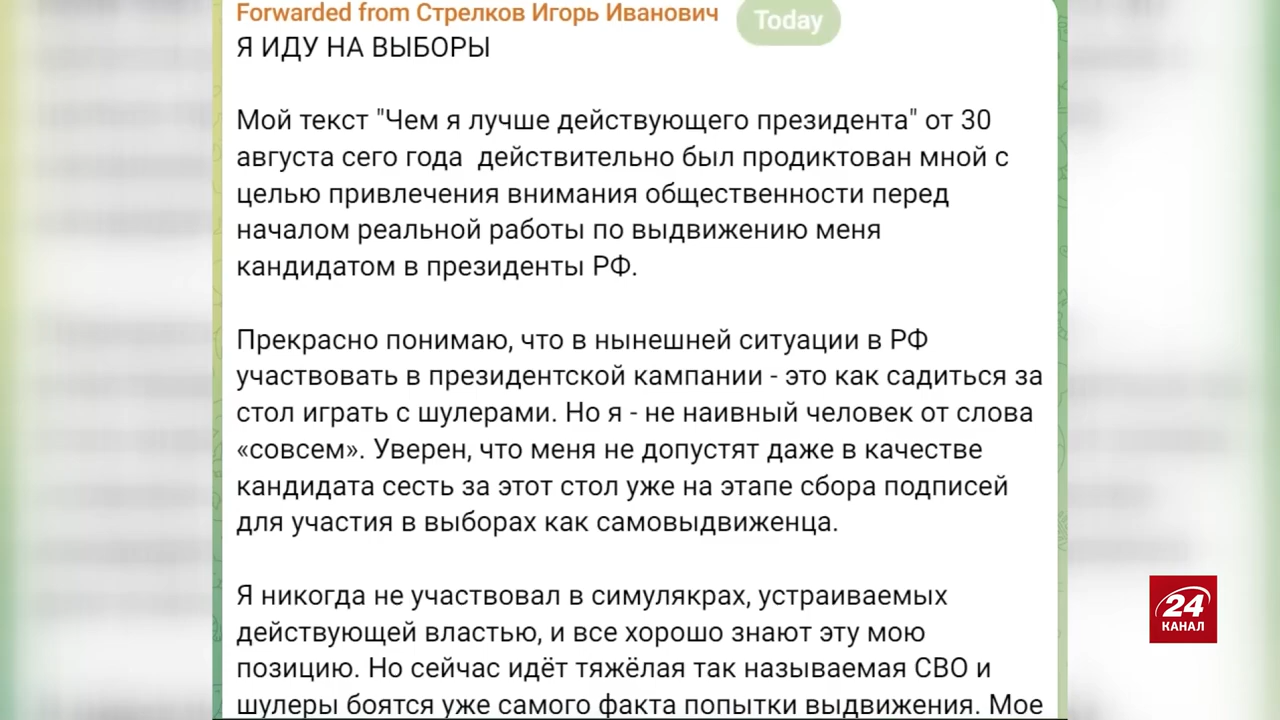 Forwarded from Стрелков Игорь Иванович
Today
Я ИДУ НА ВЫБОРЫ
Мой текст "Чем я лучше действующего президента" от 30
августа сего года действительно был продиктован мной с
целью привлечения внимания общественности перед
началом реальной работы по выдвижению меня
кандидатом в президенты РФ.
Прекрасно понимаю, что в нынешней ситуации в РФ
участвовать в президентской кампании - это как садиться за
стол играть с шулерами. Но я - не наивный человек от слова
«совсем». Уверен, что меня не допустят даже в качестве
кандидата сесть за этот стол уже на этапе сбора подписей
для участия в выборах как самовыдвиженца.
Я никогда не участвовал в симулякрах, устраиваемых
действующей властью, и все хорошо знают эту мою
позицию. Но сейчас идёт тяжёлая так называемая СВО и
шулеры боятся уже самого факта попытки выдвижения. Мое
24
КАНАЛ